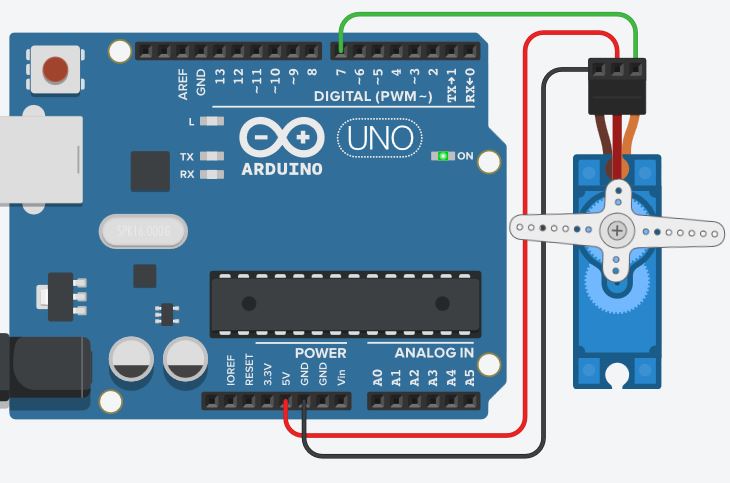 AREF
GND
13
12
~11
~10
~9
8
7
~6
~5
4
~3
2
TX→1
RX←0
DIGITAL (PWM~)
L
TX
RX
ARDUINO
UNO
ON
SPK16.000G
IOREF
RESET
3.3V
5V
GND
GND
Vin
POWER
ANALOG IN
A0
A1
A2
A3
A4
A5